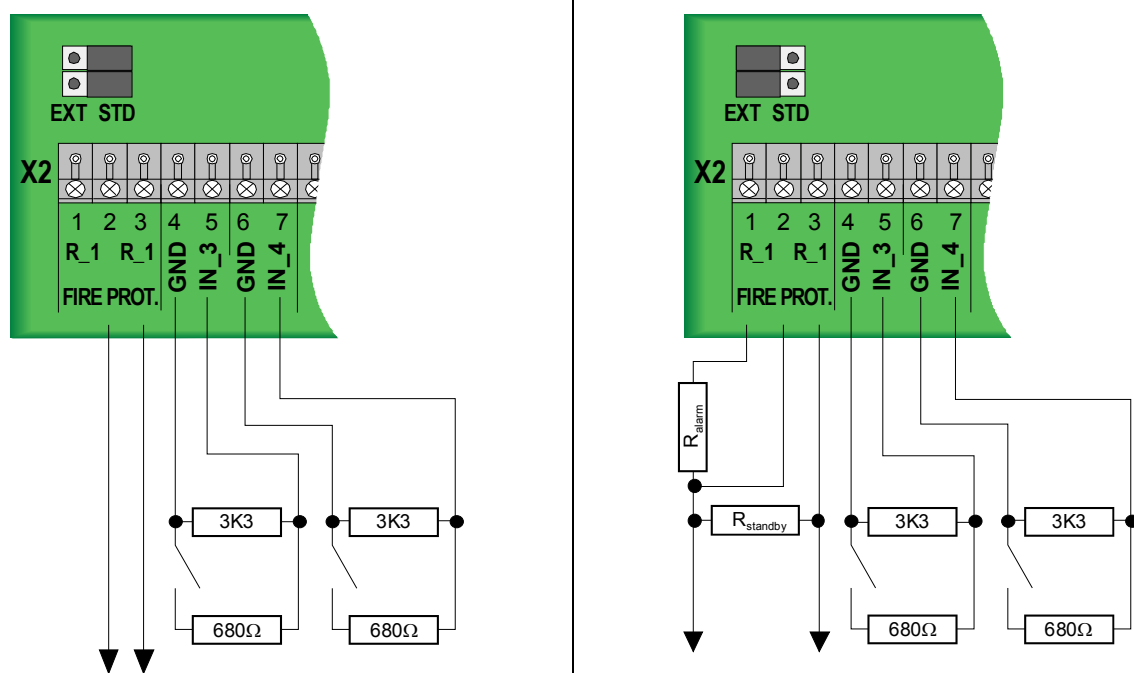 EXT STD
X2
1 2 3 4 5 6 7
R_1 R_1 GND IN_3 GND IN_4
FIRE PROT.
3K3 3K3
680Ω 680Ω
EXT STD
X2
1 2 3 4 5 6 7
R_1 R_1 GND IN_3 GND IN_4
FIRE PROT.
Ralarm
Rstandby 3K3 3K3
680Ω 680Ω